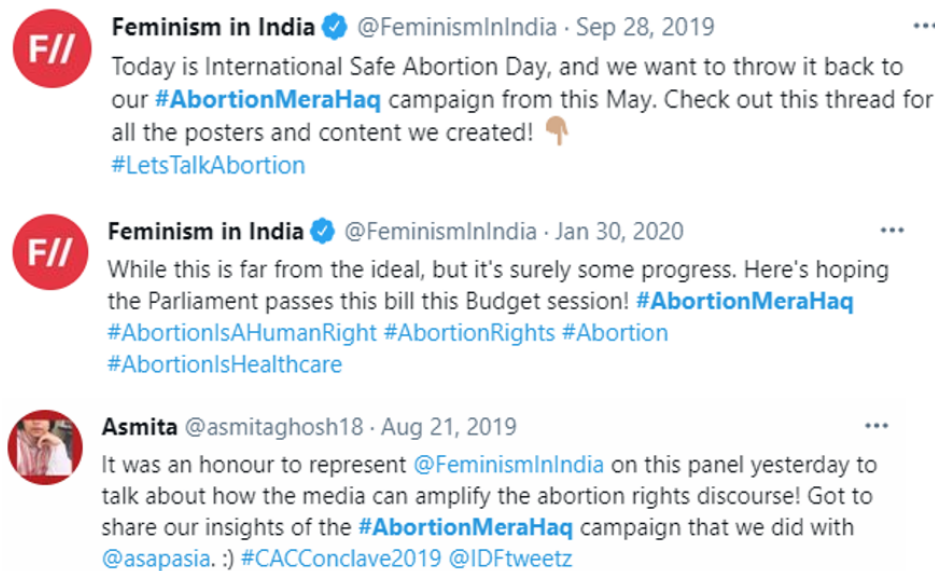 F//
Feminism in India @FeminismInIndia · Sep 28, 2019
Today is International Safe Abortion Day, and we want to throw it back to
our #AbortionMeraHaq campaign from this May. Check out this thread for
all the posters and content we created! 👇🏽
#LetsTalkAbortion
F//
Feminism in India @FeminismInIndia · Jan 30, 2020
While this is far from the ideal, but it's surely some progress. Here's hoping
the Parliament passes this bill this Budget session! #AbortionMeraHaq
#AbortionIsAHumanRight #AbortionRights #Abortion
#AbortionIsHealthcare
Asmita @asmitaghosh18 · Aug 21, 2019
It was an honour to represent @FeminismInIndia on this panel yesterday to
talk about how the media can amplify the abortion rights discourse! Got to
share our insights of the #AbortionMeraHaq campaign that we did with
@asapasia. :) #CACConclave2019 @IDFtweetz